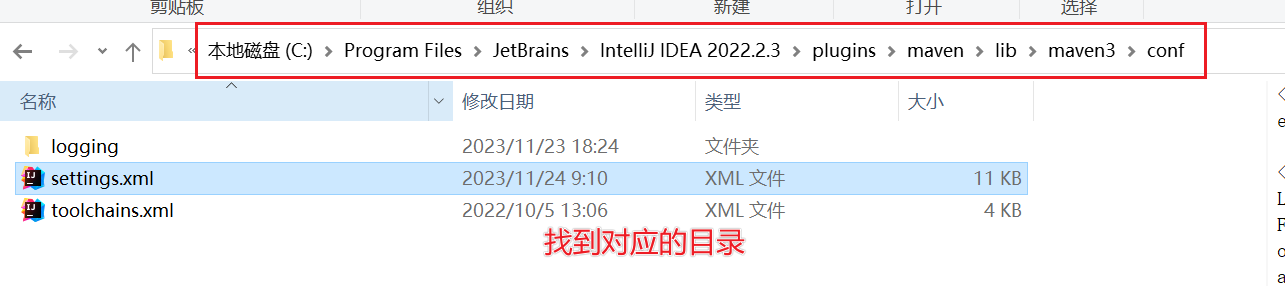 剪贴板 组织 新建 打开 选择
« 本地磁盘 (C:) > Program Files > JetBrains > IntelliJ IDEA 2022.2.3 > plugins > maven > lib > maven3 > conf
名称 修改日期 类型 大小
logging 2023/11/23 18:24 文件夹
settings.xml 2023/11/24 9:10 XML 文件 11 KB
toolchains.xml 2022/10/5 13:06 XML 文件 4 KB
找到对应的目录